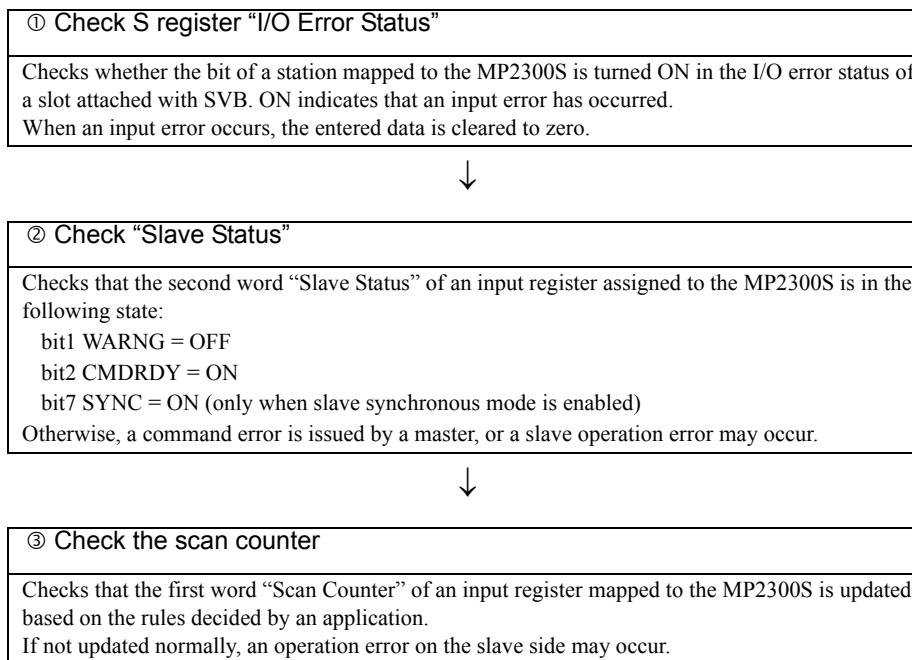 ① Check S register “I/O Error Status”
Checks whether the bit of a station mapped to the MP2300S is turned ON in the I/O error status of
a slot attached with SVB. ON indicates that an input error has occurred.
When an input error occurs, the entered data is cleared to zero.
↓
② Check “Slave Status”
Checks that the second word “Slave Status” of an input register assigned to the MP2300S is in the
following state:
bit1 WARNG = OFF
bit2 CMDRDY = ON
bit7 SYNC = ON (only when slave synchronous mode is enabled)
Otherwise, a command error is issued by a master, or a slave operation error may occur.
↓
③ Check the scan counter
Checks that the first word “Scan Counter” of an input register mapped to the MP2300S is updated
based on the rules decided by an application.
If not updated normally, an operation error on the slave side may occur.